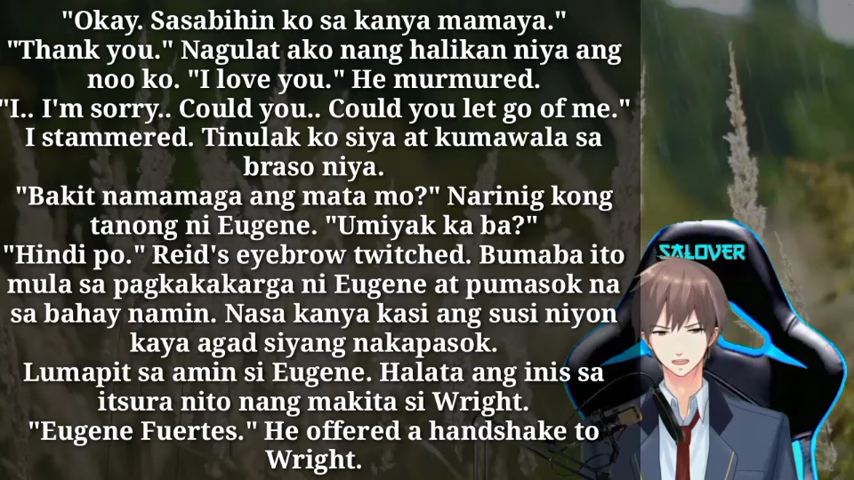 "Okay. Sasabihin ko sa kanya mamaya."
"Thank you." Nagulat ako nang halikan niya ang
noo ko. "I love you." He murmured.
"I.. I'm sorry.. Could you.. Could you let go of me."
I stammered. Tinulak ko siya at kumawala sa
braso niya.
"Bakit namamaga ang mata mo?" Narinig kong
tanong ni Eugene. "Umiyak ka ba?"
"Hindi po." Reid's eyebrow twitched. Bumaba ito
mula sa pagkakakarga ni Eugene at pumasok na
sa bahay namin. Nasa kanya kasi ang susi niyon
kaya agad siyang nakapasok.
Lumapit sa amin si Eugene. Halata ang inis sa
itsura nito nang makita si Wright.
"Eugene Fuertes." He offered a handshake to
Wright.
SALOVER